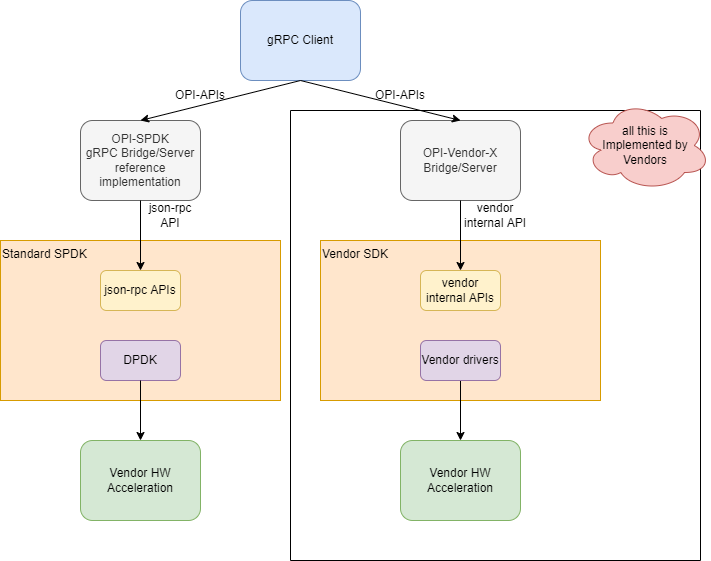 gRPC Client
OPI-APIs
OPI-APIs
OPI-SPDK
gRPC Bridge/Server
reference
implementation
OPI-Vendor-X
Bridge/Server
all this is
Implemented by
Vendors
json-rpc
API
vendor
internal API
Standard SPDK
json-rpc APIs
DPDK
Vendor SDK
vendor
internal APIs
Vendor drivers
Vendor HW
Acceleration
Vendor HW
Acceleration